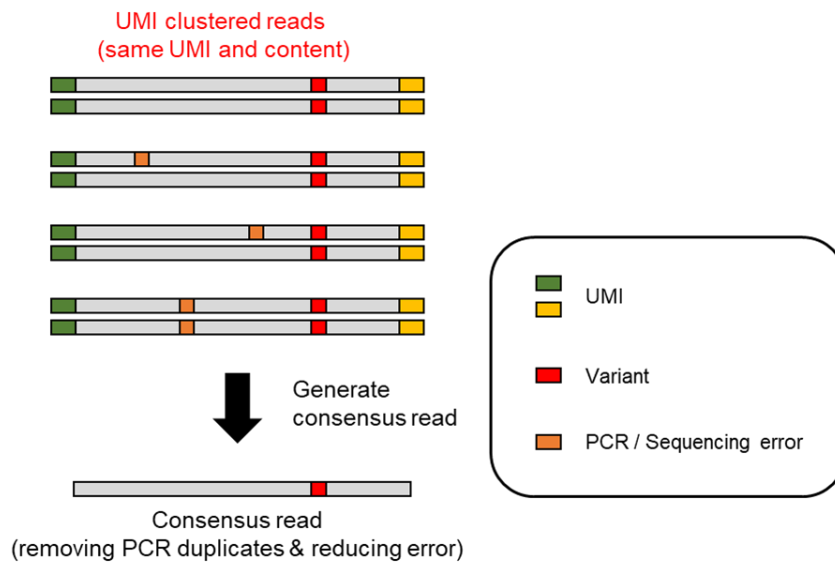 UMI clustered reads
(same UMI and content)
Generate
consensus read
Consensus read
(removing PCR duplicates & reducing error)
UMI
Variant
PCR / Sequencing error